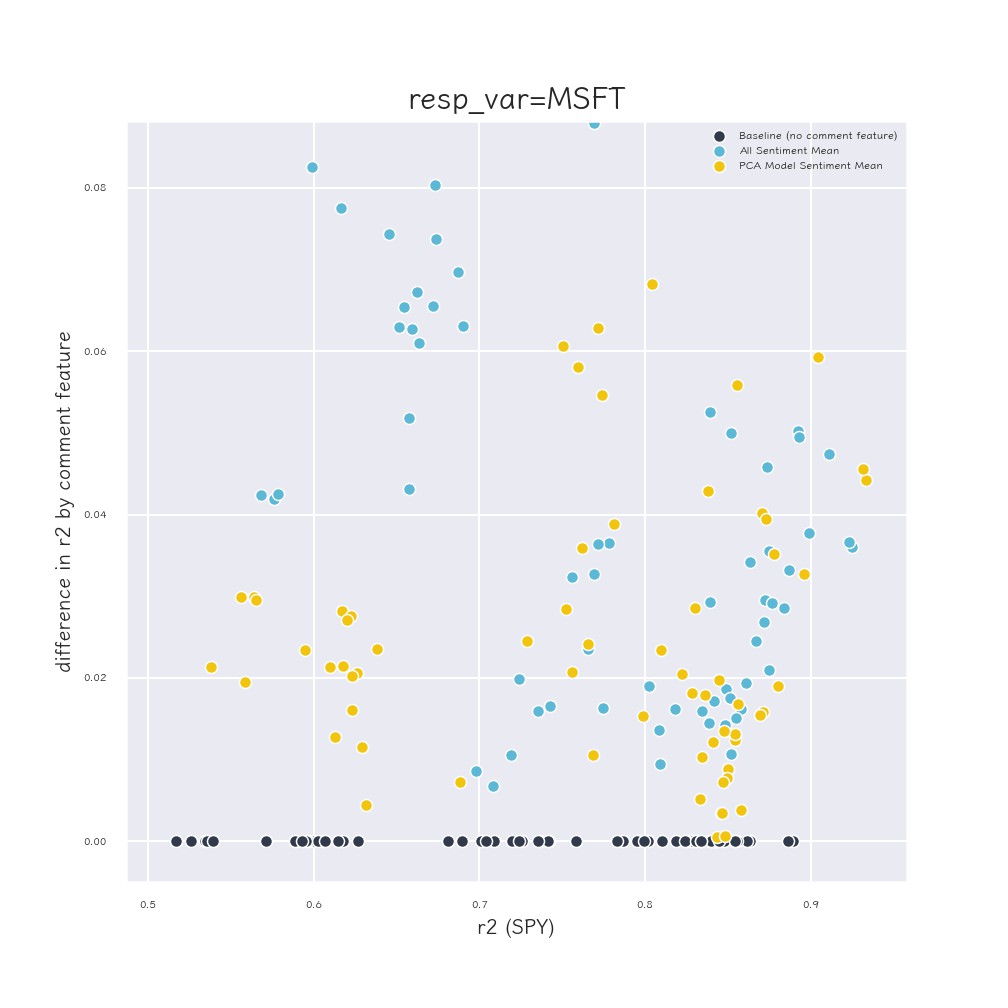 resp_var=MSFT
Baseline (no comment feature)
All Sentiment Mean
PCA Model Sentiment Mean
difference in r2 by comment feature
0.08
0.06
0.04
0.02
0.00
0.5
0.6
0.7
0.8
0.9
r2 (SPY)